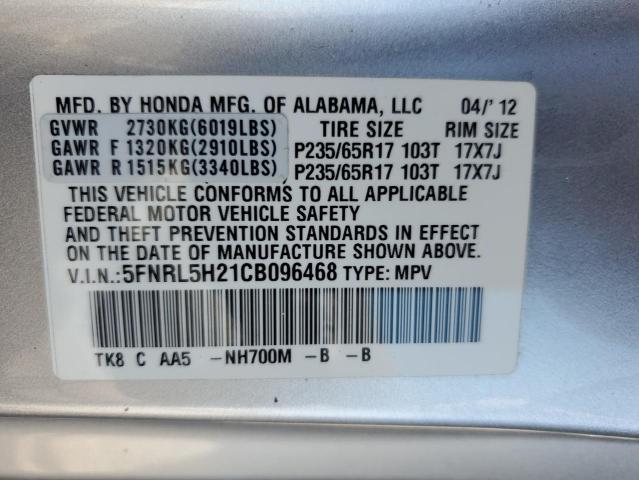 MFD. BY HONDA MFG. OF ALABAMA, LLC 04/'12
GVWR 2730KG(6019LBS) TIRE SIZE RIM SIZE
GAWR F 1320KG(2910LBS) P235/65R17 103T 17X7J
GAWR R 1515KG(3340LBS) P235/65R17 103T 17X7J
THIS VEHICLE CONFORMS TO ALL APPLICABLE
FEDERAL MOTOR VEHICLE SAFETY
AND THEFT PREVENTION STANDARDS IN EFFECT ON
THE DATE OF MANUFACTURE SHOWN ABOVE.
V.I.N.:5FNRL5H21CB096468 TYPE: MPV
TK8 C AA5 -NH700M -B -B